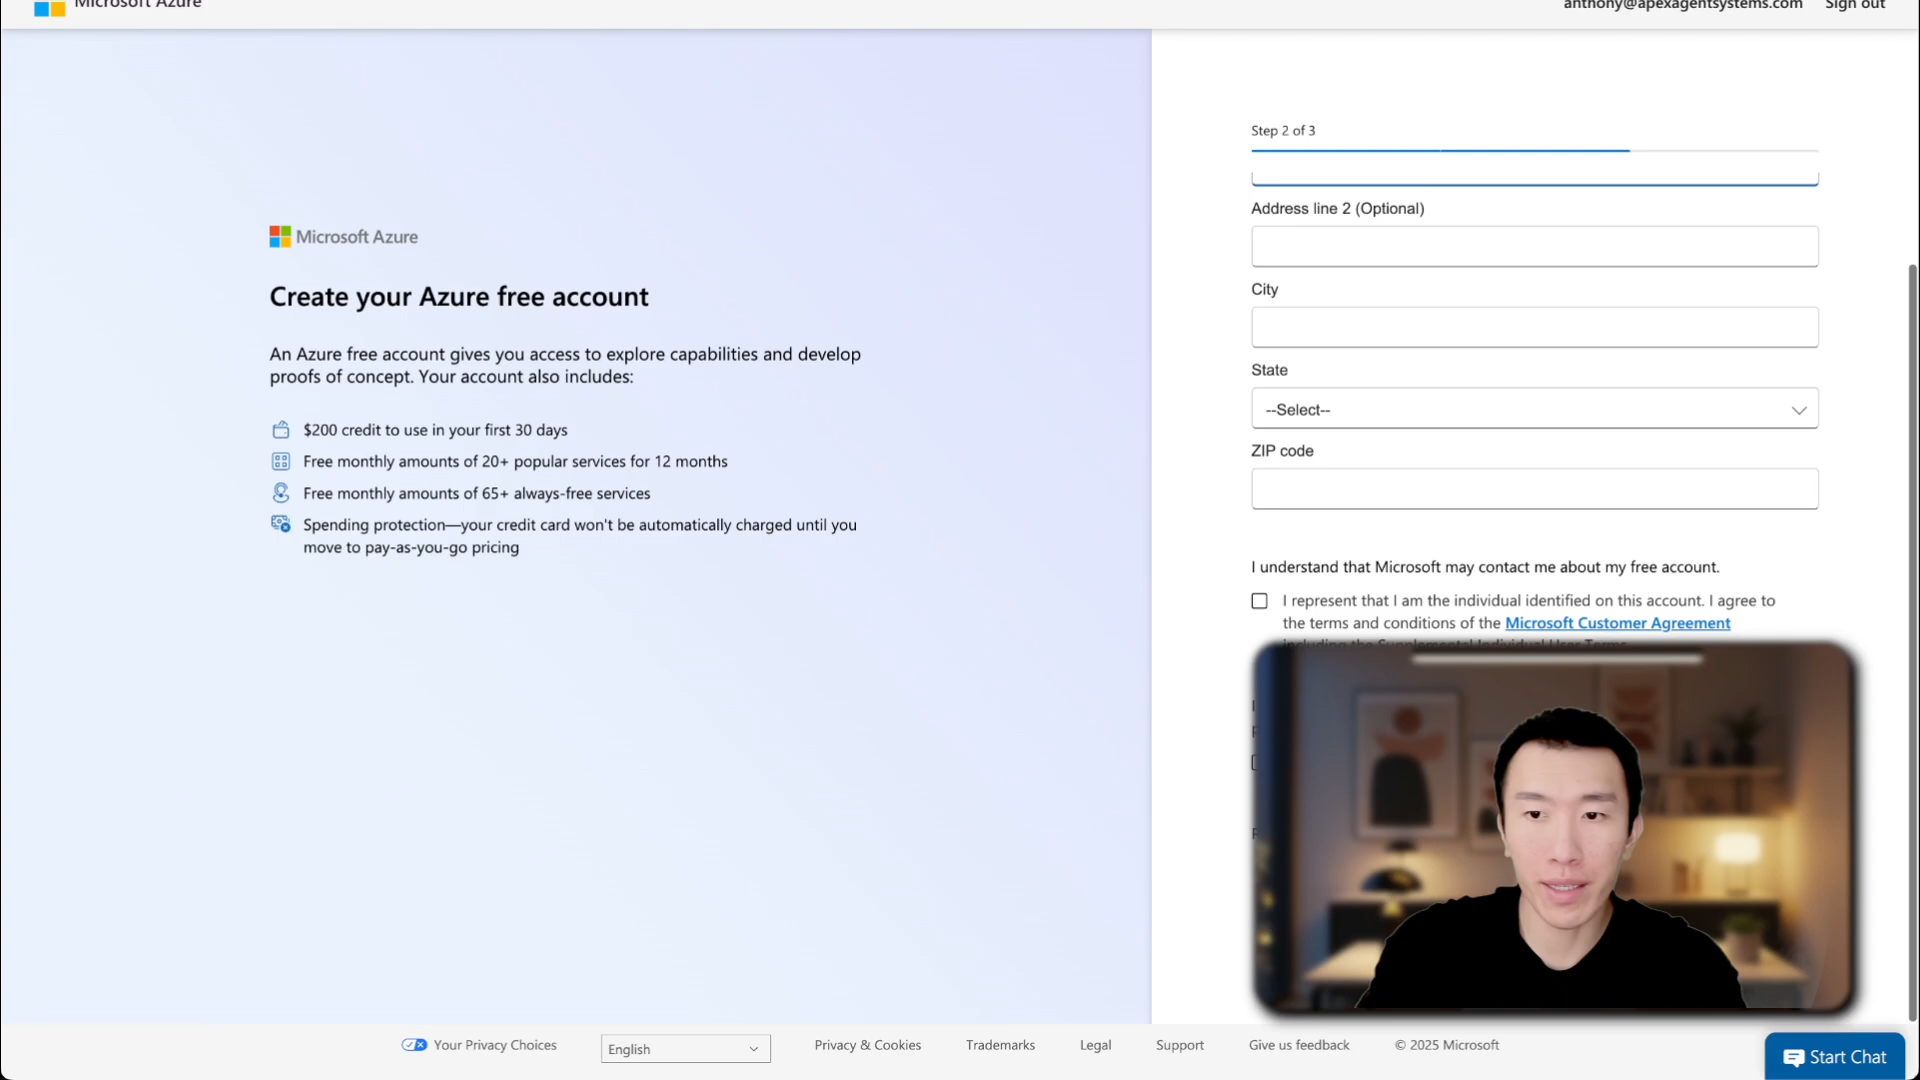 Microsoft Azure
anthony@apexagentsystems.com Sign out
Microsoft Azure
Create your Azure free account
An Azure free account gives you access to explore capabilities and develop
proofs of concept. Your account also includes:
$200 credit to use in your first 30 days
Free monthly amounts of 20+ popular services for 12 months
Free monthly amounts of 65+ always-free services
Spending protection—your credit card won't be automatically charged until you
move to pay-as-you-go pricing
Step 2 of 3
Address line 2 (Optional)
City
State
--Select--
ZIP code
I understand that Microsoft may contact me about my free account.
I represent that I am the individual identified on this account. I agree to
the terms and conditions of the Microsoft Customer Agreement
including the Supplemental Individual User Terms
Your Privacy Choices
English
Privacy & Cookies
Trademarks
Legal
Support
Give us feedback
© 2025 Microsoft
Start Chat